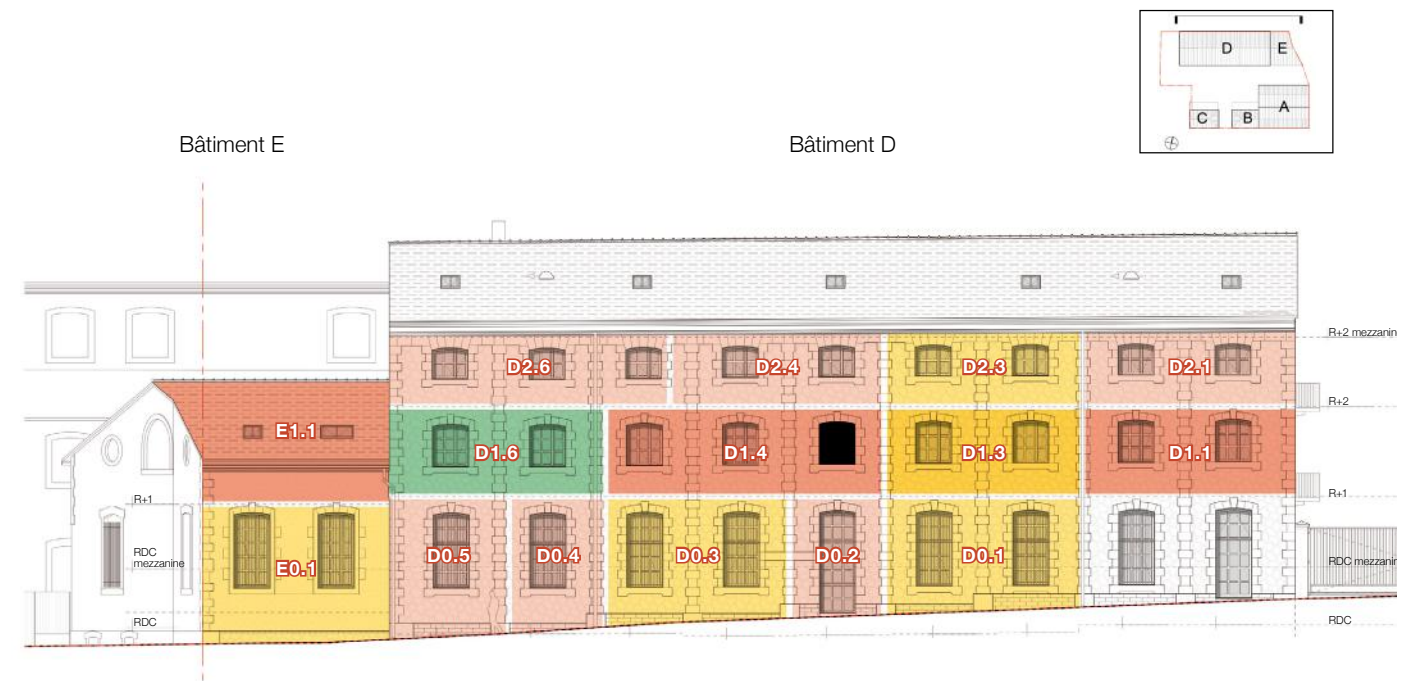 D E
A
C B
Bâtiment E
Bâtiment D
R+2 mezzanin
D2.6 D2.4 D2.3 D2.1
R+2
E1.1
D1.6 D1.4 D1.3 D1.1
R+1
R+1
RDC
mezzanine
E0.1
D0.5 D0.4 D0.3 D0.2 D0.1
RDC mezzanin
RDC
RDC